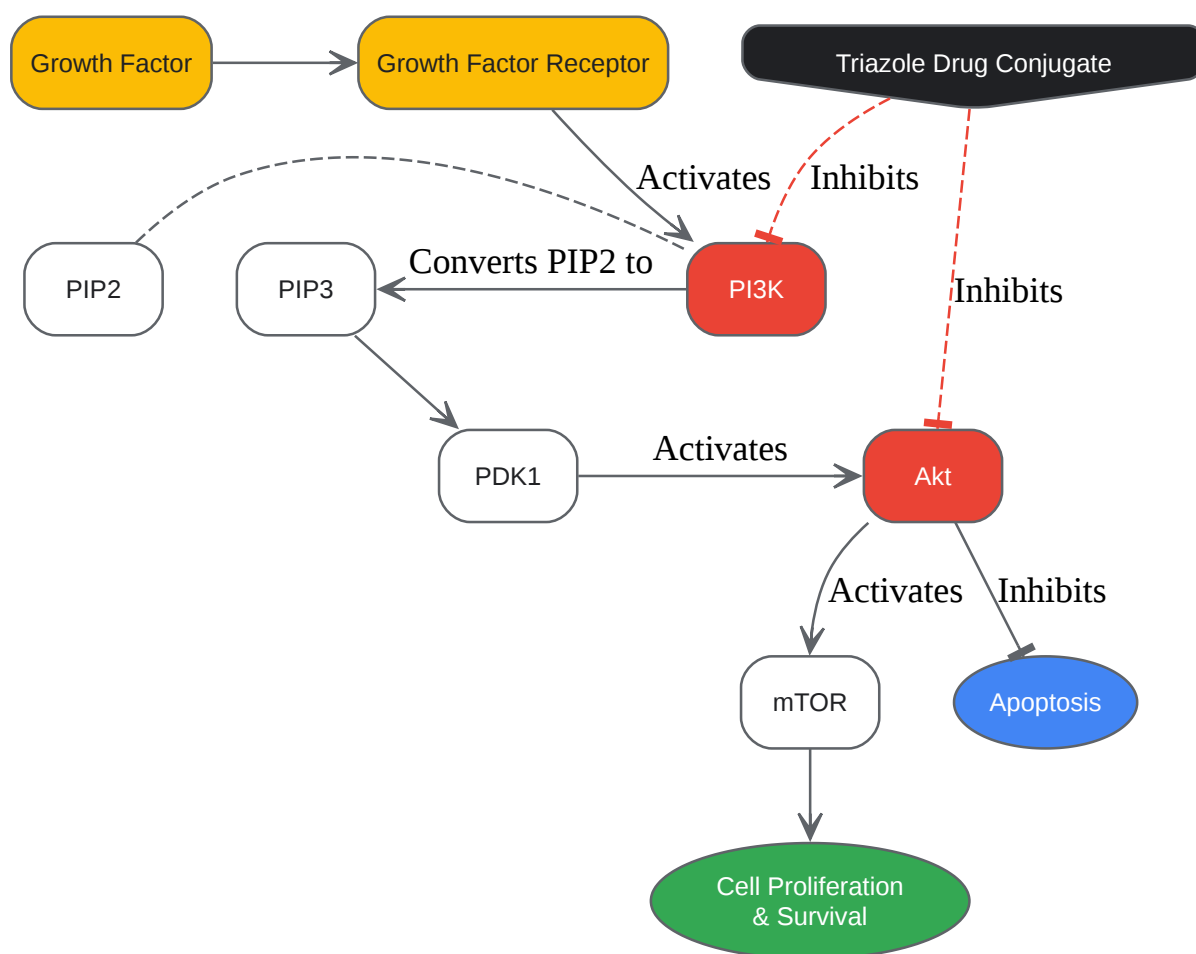 Growth Factor
Growth Factor Receptor
Triazole Drug Conjugate
Activates
Inhibits
PIP2
PIP3
Converts PIP2 to
PI3K
Inhibits
PDK1
Activates
Akt
Activates
Inhibits
mTOR
Apoptosis
Cell Proliferation
& Survival